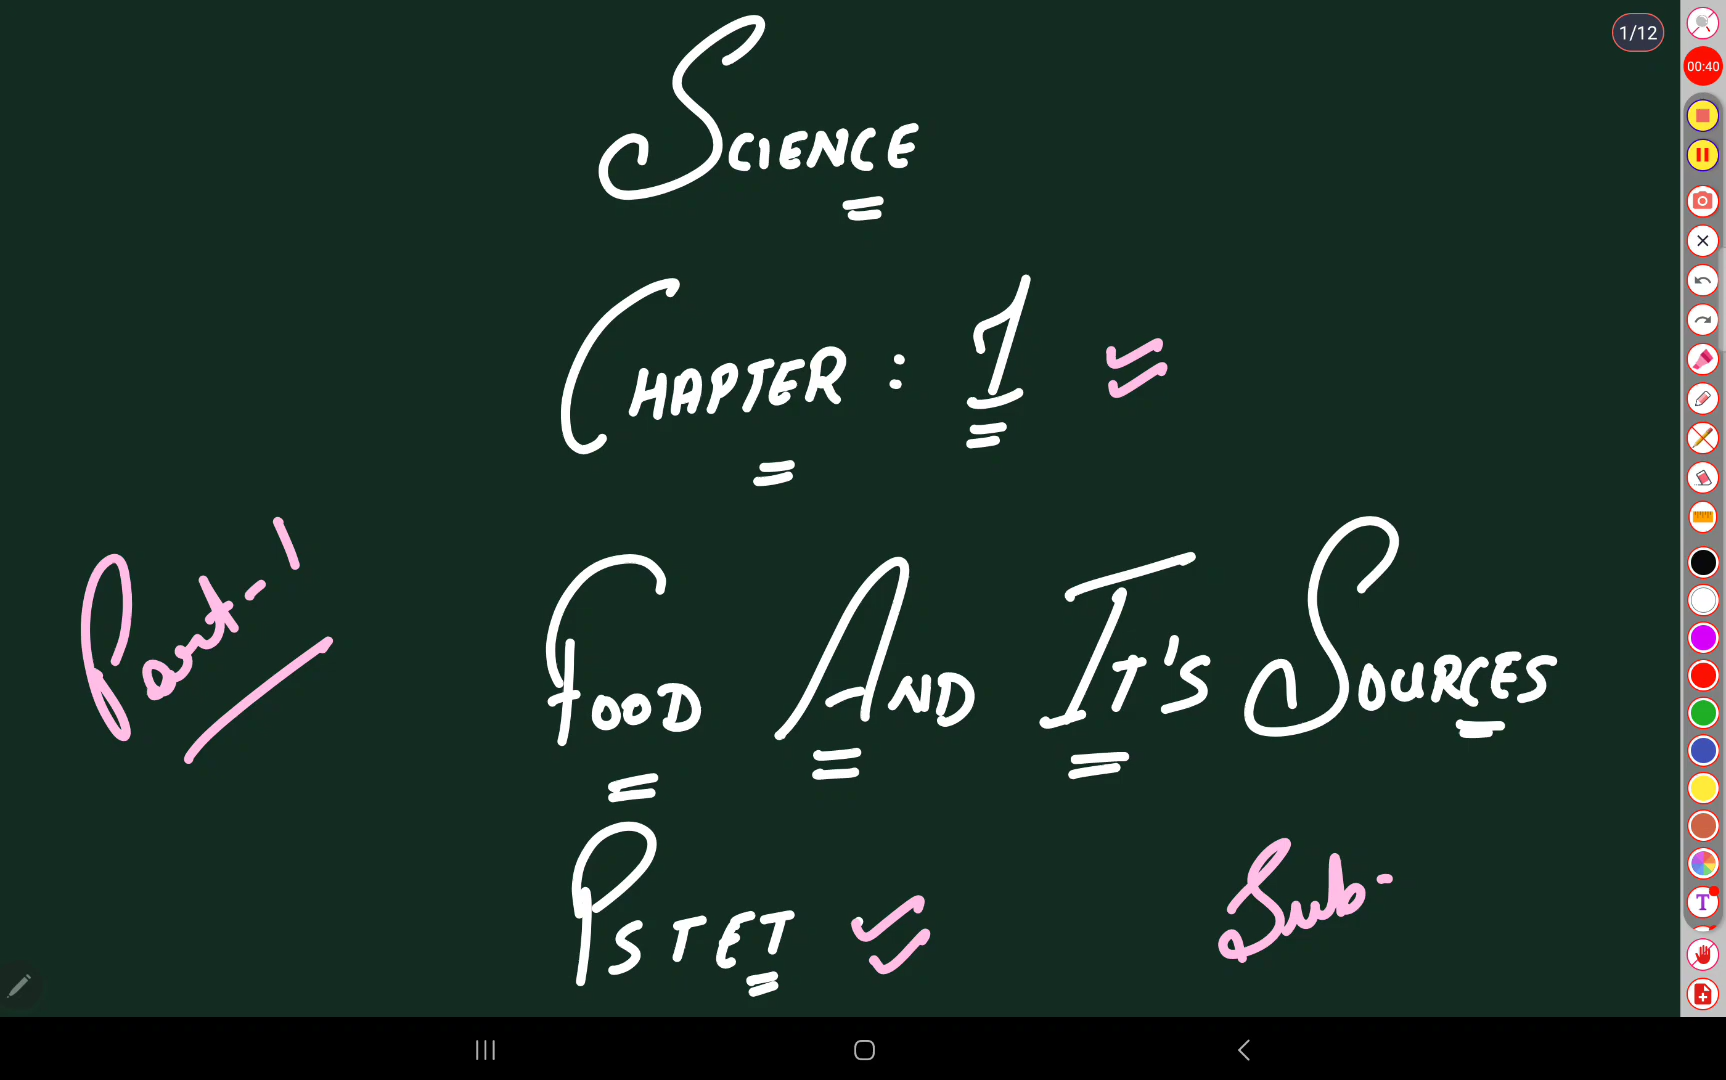 1/12
00:40
SCIENCE
CHAPTER : 1
Part-1
FOOD AND IT'S SOURCES
PSTET
Sub-
T